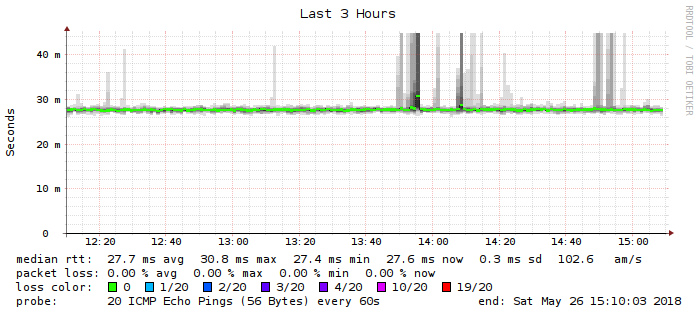 Last 3 Hours
RRDTOOL / TOBI OETIKER
Seconds
40 m
30 m
20 m
10 m
0
12:20 12:40 13:00 13:20 13:40 14:00 14:20 14:40 15:00
median rtt: 27.7 ms avg 30.8 ms max 27.4 ms min 27.6 ms now 0.3 ms sd 102.6 am/s
packet loss: 0.00 % avg 0.00 % max 0.00 % min 0.00 % now
loss color: 0 1/20 2/20 3/20 4/20 10/20 19/20
probe: 20 ICMP Echo Pings (56 Bytes) every 60s end: Sat May 26 15:10:03 2018